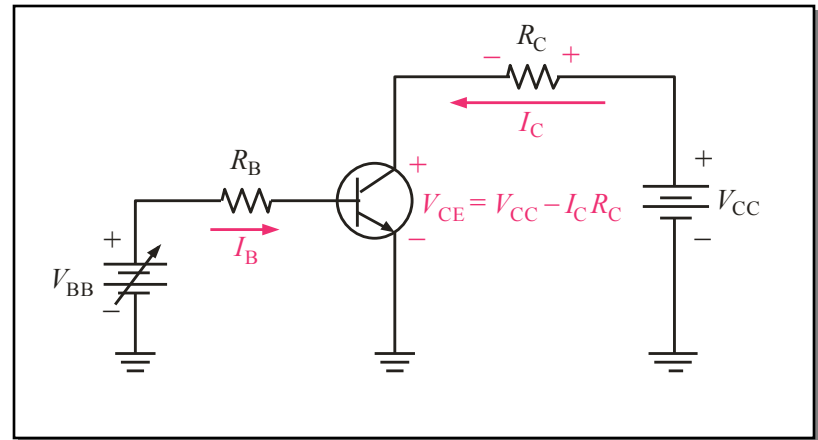 R_C
− +
I_C
R_B
+
V_CE = V_CC − I_C R_C
−
I_B
+
V_BB
−
+
V_CC
−